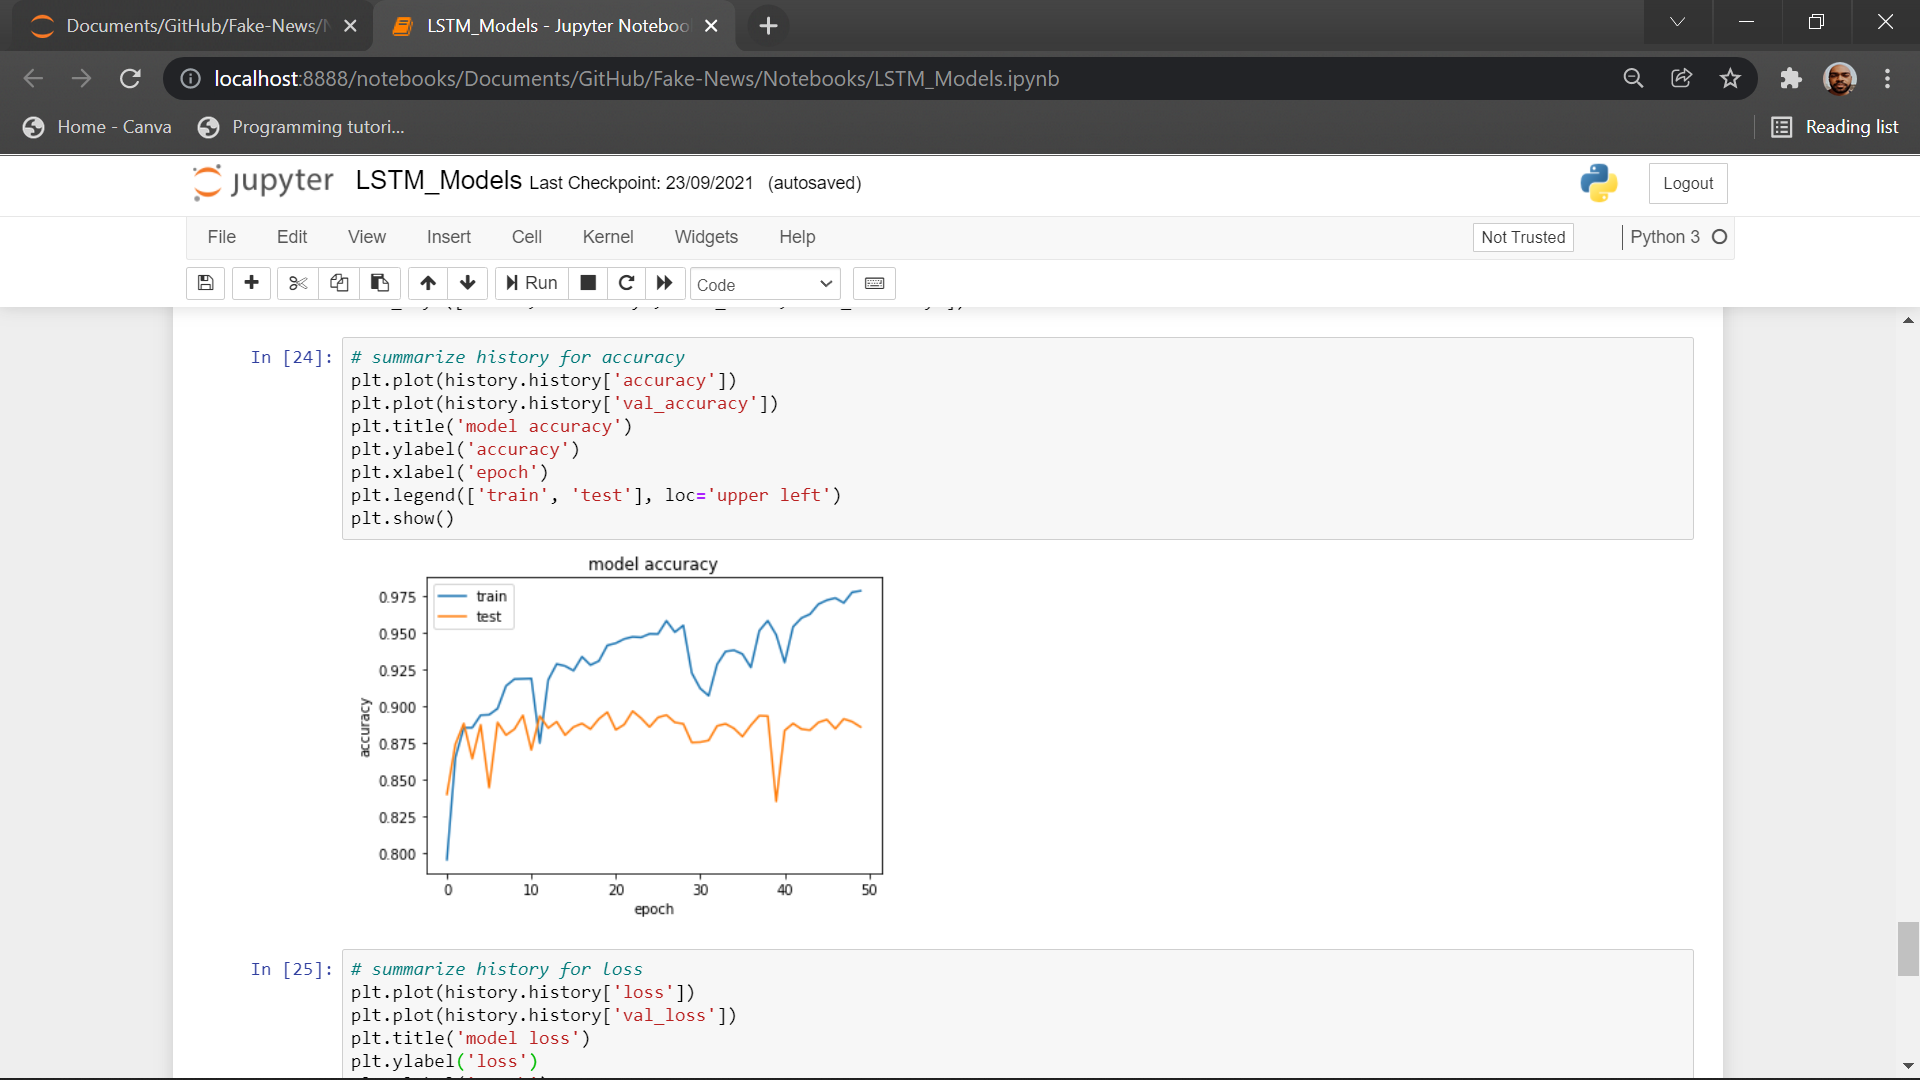 Documents/GitHub/Fake-News/
LSTM_Models - Jupyter Noteboo
localhost:8888/notebooks/Documents/GitHub/Fake-News/Notebooks/LSTM_Models.ipynb
Home - Canva
Programming tutori...
Reading list
jupyter LSTM_Models Last Checkpoint: 23/09/2021 (autosaved)
Logout
File Edit View Insert Cell Kernel Widgets Help
Not Trusted
Python 3
Run
Code
In [24]:
# summarize history for accuracy
plt.plot(history.history['accuracy'])
plt.plot(history.history['val_accuracy'])
plt.title('model accuracy')
plt.ylabel('accuracy')
plt.xlabel('epoch')
plt.legend(['train', 'test'], loc='upper left')
plt.show()
model accuracy
train
test
0.975
0.950
0.925
0.900
0.875
0.850
0.825
0.800
accuracy
0 10 20 30 40 50
epoch
In [25]:
# summarize history for loss
plt.plot(history.history['loss'])
plt.plot(history.history['val_loss'])
plt.title('model loss')
plt.ylabel('loss')